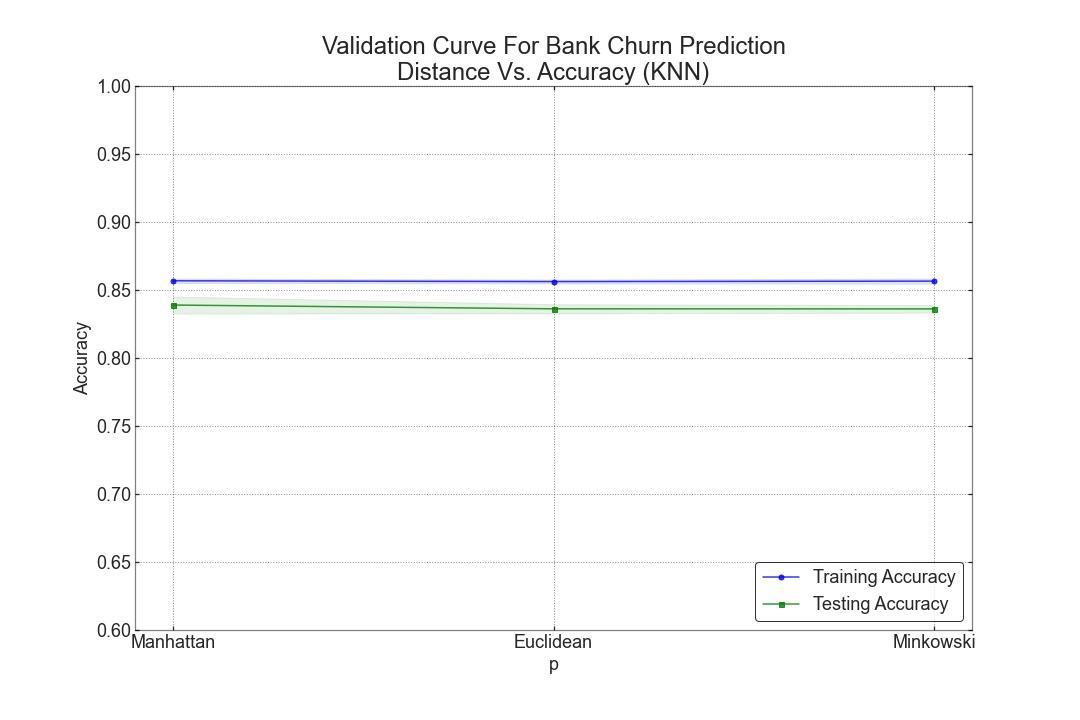 Validation Curve For Bank Churn Prediction
Distance Vs. Accuracy (KNN)
1.00
0.95
0.90
0.85
0.80
0.75
0.70
0.65
0.60
Accuracy
Training Accuracy
Testing Accuracy
Manhattan Euclidean Minkowski
p